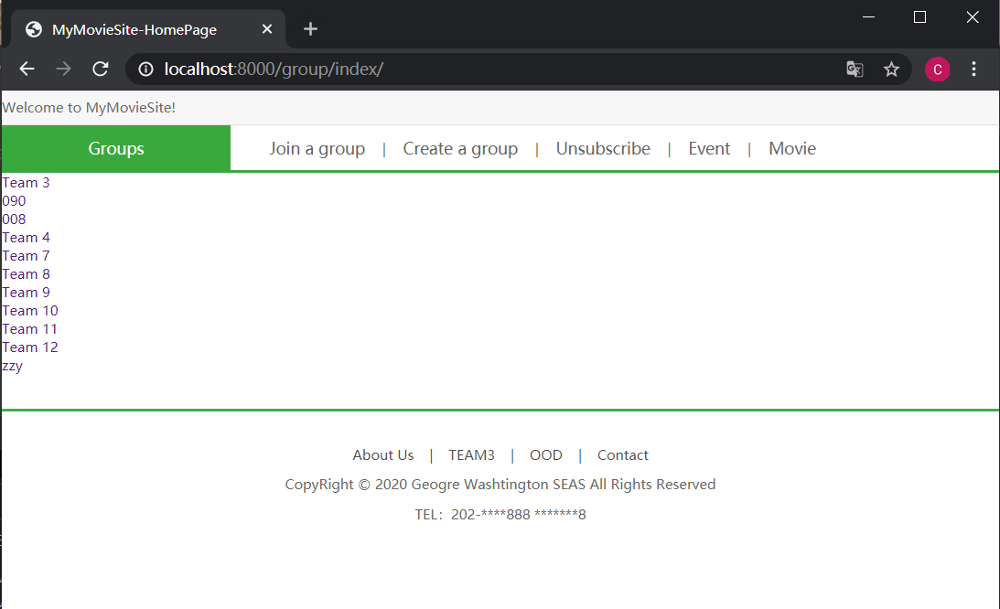 MyMovieSite-HomePage
localhost:8000/group/index/
C
Welcome to MyMovieSite!
Groups Join a group | Create a group | Unsubscribe | Event | Movie
Team 3
090
008
Team 4
Team 7
Team 8
Team 9
Team 10
Team 11
Team 12
zzy
About Us | TEAM3 | OOD | Contact
CopyRight © 2020 Geogre Washtington SEAS All Rights Reserved
TEL：202-****888 *******8